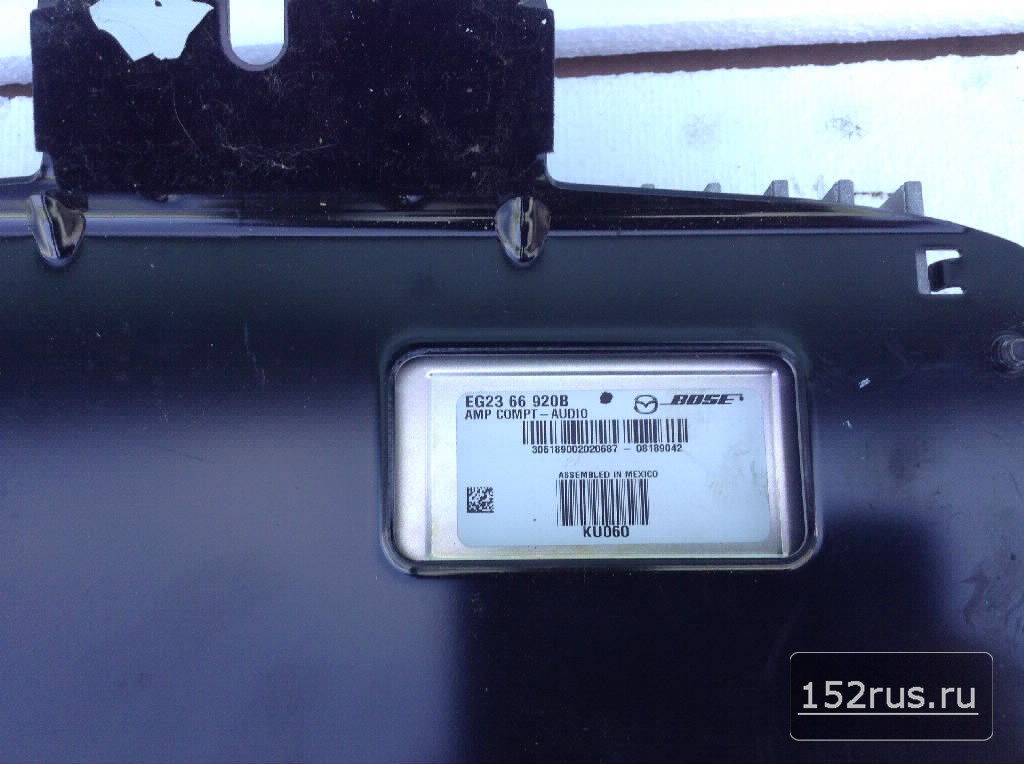 EG23 66 920B
BOSE
AMP COMPT-AUDIO
306189002020687 - 08189042
ASSEMBLED IN MEXICO
KU060
152rus.ru